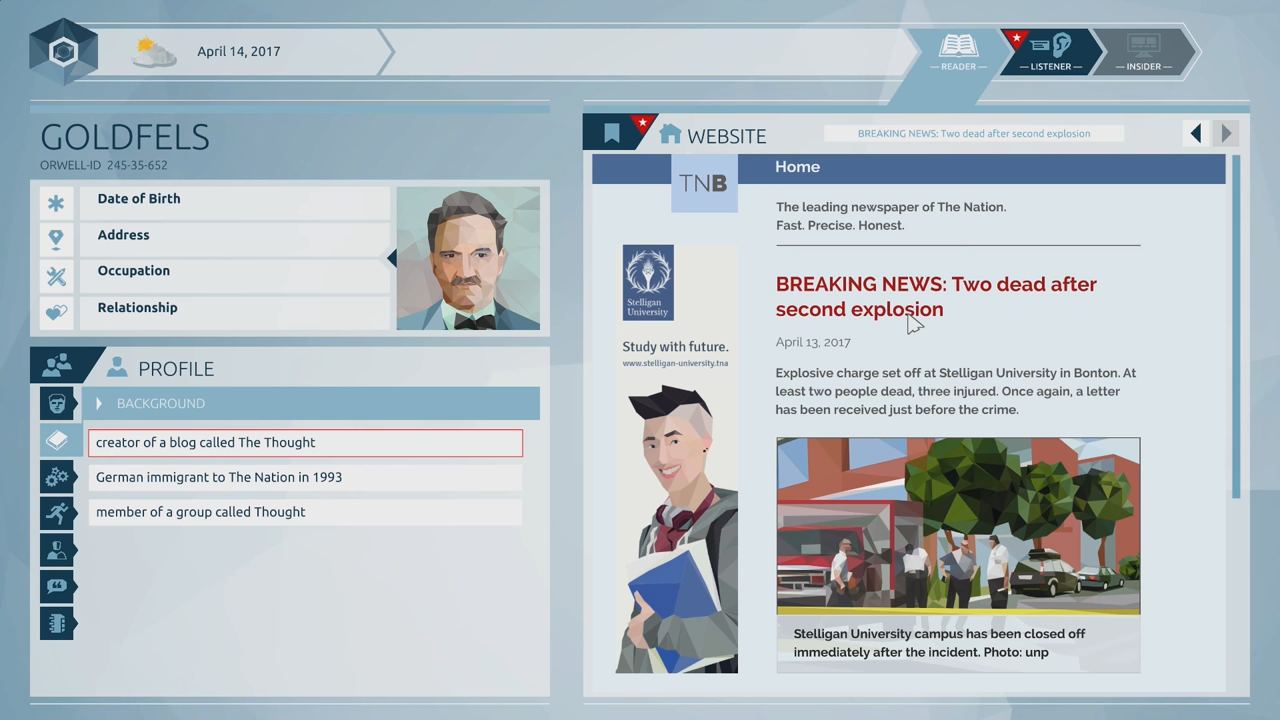 April 14, 2017
— READER —
— LISTENER —
— INSIDER —
GOLDFELS
ORWELL-ID 245-35-652
Date of Birth
Address
Occupation
Relationship
PROFILE
BACKGROUND
creator of a blog called The Thought
German immigrant to The Nation in 1993
member of a group called Thought
WEBSITE
BREAKING NEWS: Two dead after second explosion
TNB
Home
The leading newspaper of The Nation.
Fast. Precise. Honest.
Stelligan
University
Study with future.
www.stelligan-university.tna
BREAKING NEWS: Two dead after
second explosion
April 13, 2017
Explosive charge set off at Stelligan University in Bonton. At
least two people dead, three injured. Once again, a letter
has been received just before the crime.
Stelligan University campus has been closed off
immediately after the incident. Photo: unp